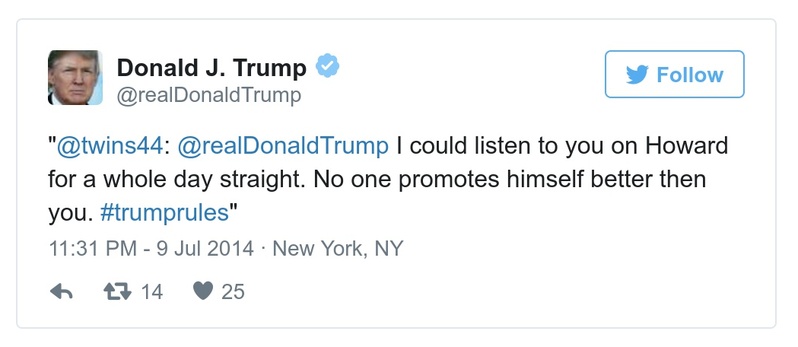 Donald J. Trump
@realDonaldTrump
Follow
"@twins44: @realDonaldTrump I could listen to you on Howard
for a whole day straight. No one promotes himself better then
you. #trumprules"
11:31 PM - 9 Jul 2014 · New York, NY
14 25